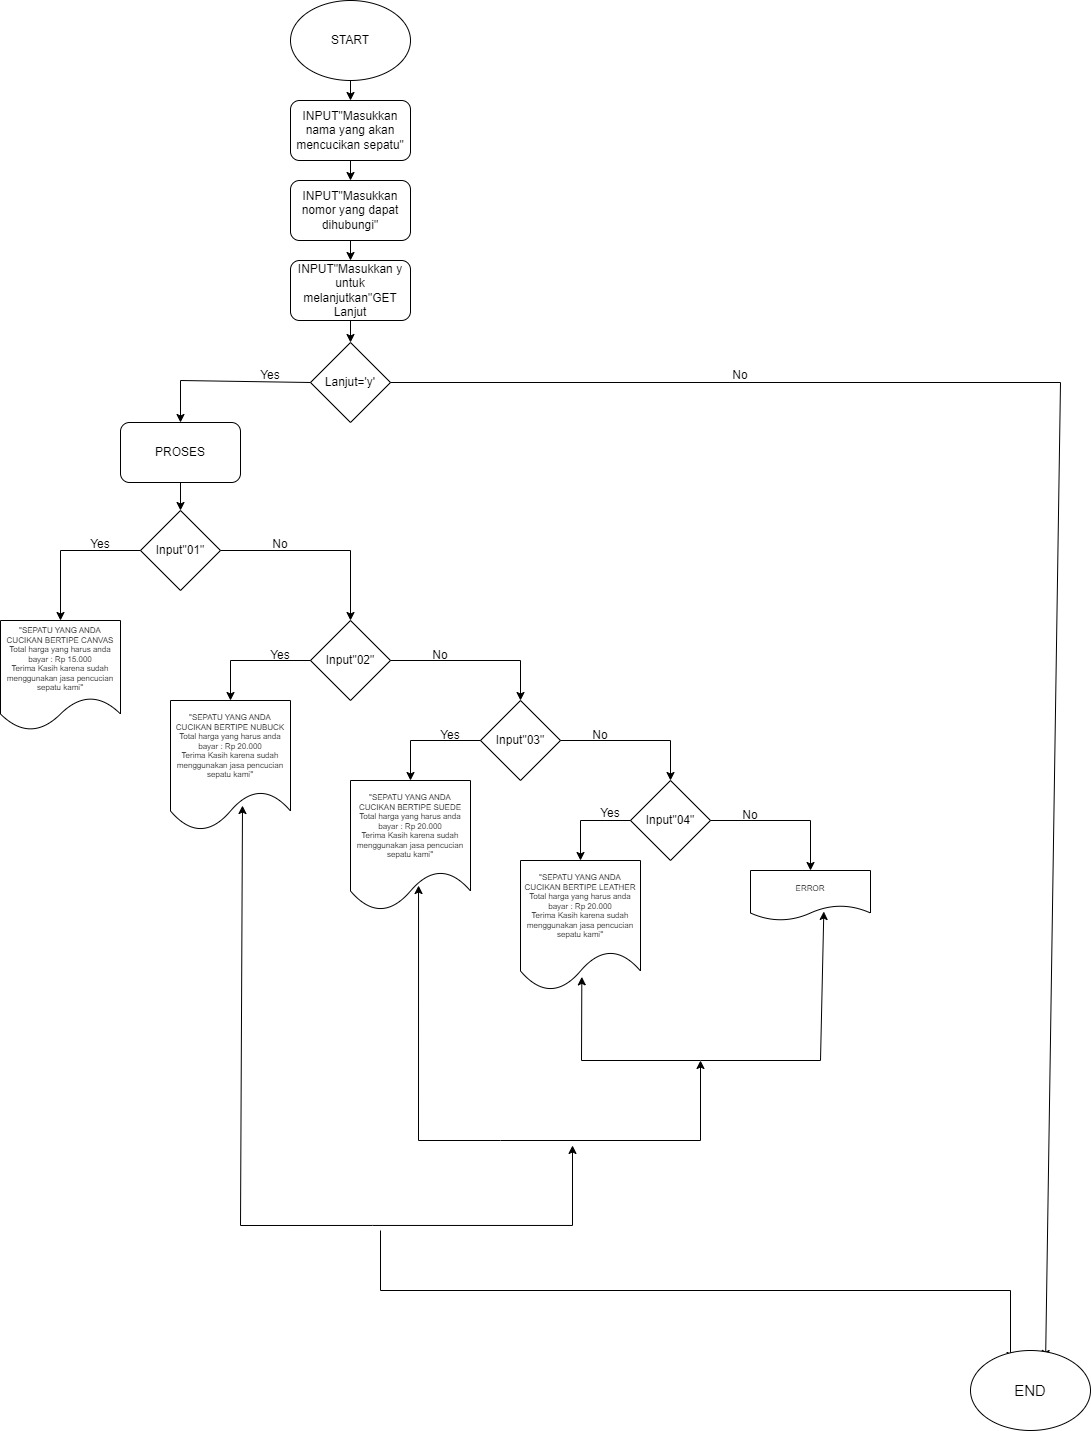 START
INPUT"Masukkan
nama yang akan
mencucikan sepatu"
INPUT"Masukkan
nomor yang dapat
dihubungi"
INPUT"Masukkan y
untuk
melanjutkan"GET
Lanjut
Yes
Lanjut='y'
No
PROSES
Yes
Input"01"
No
"SEPATU YANG ANDA
CUCIKAN BERTIPE CANVAS
Total harga yang harus anda
bayar : Rp 15.000
Terima Kasih karena sudah
menggunakan jasa pencucian
sepatu kami"
Yes
Input"02"
No
"SEPATU YANG ANDA
CUCIKAN BERTIPE NUBUCK
Total harga yang harus anda
bayar : Rp 20.000
Terima Kasih karena sudah
menggunakan jasa pencucian
sepatu kami"
Yes
Input"03"
No
"SEPATU YANG ANDA
CUCIKAN BERTIPE SUEDE
Total harga yang harus anda
bayar : Rp 20.000
Terima Kasih karena sudah
menggunakan jasa pencucian
sepatu kami"
Yes
Input"04"
No
"SEPATU YANG ANDA
CUCIKAN BERTIPE LEATHER
Total harga yang harus anda
bayar : Rp 20.000
Terima Kasih karena sudah
menggunakan jasa pencucian
sepatu kami"
ERROR
END